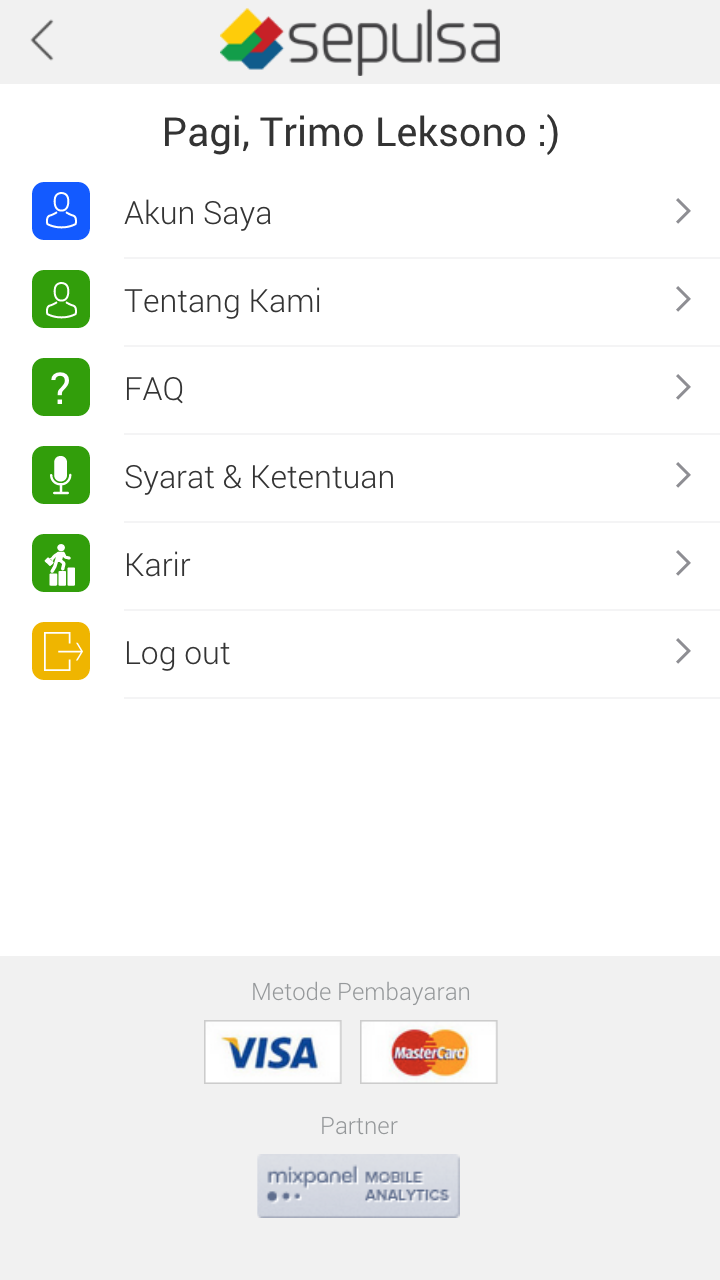 sepulsa
Pagi, Trimo Leksono :)
Akun Saya
Tentang Kami
?
FAQ
Syarat & Ketentuan
Karir
Log out
Metode Pembayaran
VISA
MasterCard
Partner
mixpanel MOBILE
ANALYTICS